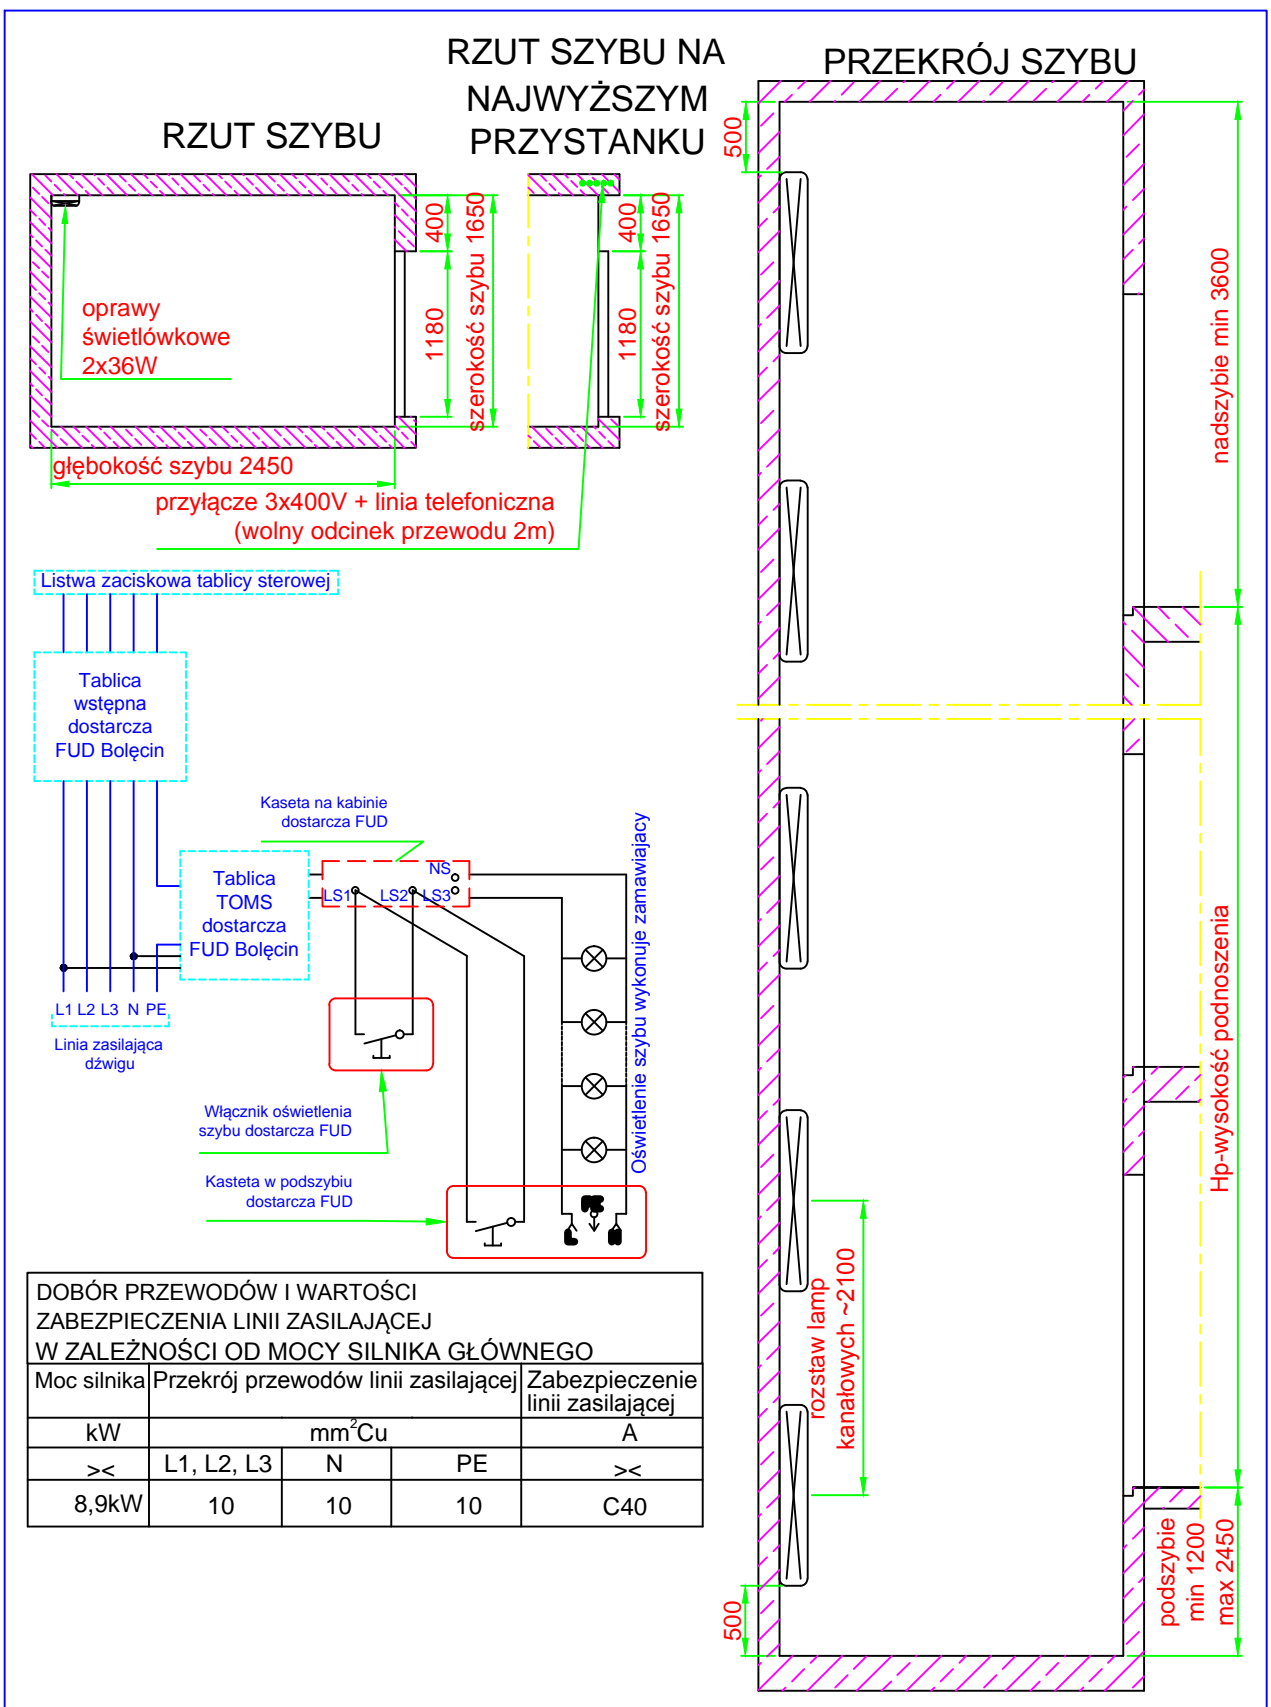 RZUT SZYBU NA
NAJWYŻSZYM
PRZYSTANKU
PRZEKRÓJ SZYBU
RZUT SZYBU
oprawy
świetlówkowe
2x36W
400
1180
szerokość szybu 1650
głębokość szybu 2450
400
1180
szerokość szybu 1650
przyłącze 3x400V + linia telefoniczna
(wolny odcinek przewodu 2m)
500
nadszybie min 3600
Hp-wysokość podnoszenia
rozstaw lamp
kanałowych ~2100
500
podszybie
min 1200
max 2450
Listwa zaciskowa tablicy sterowej
Tablica
wstępna
dostarcza
FUD Bolęcin
Kaseta na kabinie
dostarcza FUD
Tablica
TOMS
dostarcza
FUD Bolęcin
NS
LS1
LS2
LS3
L1 L2 L3 N PE
Linia zasilająca
dźwigu
Oświetlenie szybu wykonuje zamawiajacy
Włącznik oświetlenia
szybu dostarcza FUD
Kasteta w podszybiu
dostarcza FUD
PE
L
N
DOBÓR PRZEWODÓW I WARTOŚCI
ZABEZPIECZENIA LINII ZASILAJĄCEJ
W ZALEŻNOŚCI OD MOCY SILNIKA GŁÓWNEGO
Moc silnika Przekrój przewodów linii zasilającej Zabezpieczenie
linii zasilającej
kW mm²Cu A
>< L1, L2, L3 N PE ><
8,9kW 10 10 10 C40